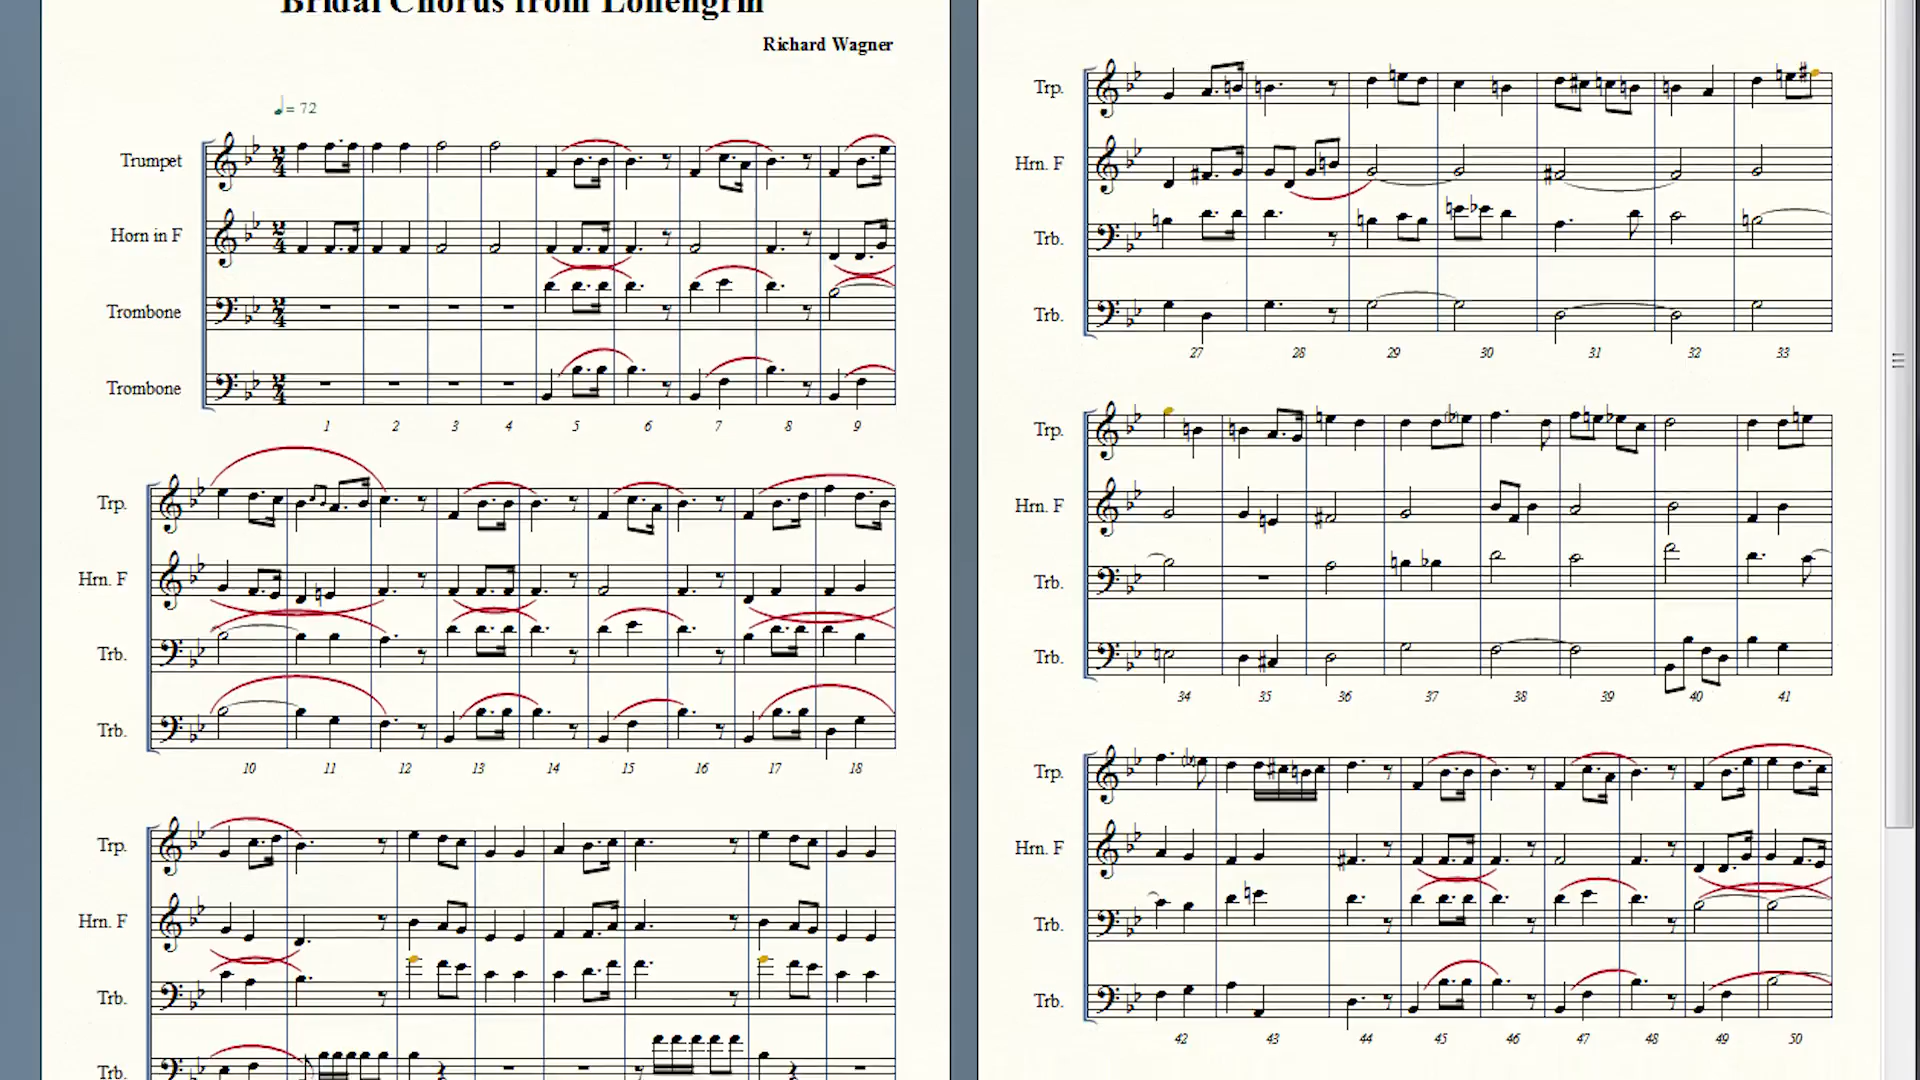 Bridal Chorus from Lohengrin
Richard Wagner
= 72
Trumpet
Horn in F
Trombone
Trombone
1 2 3 4 5 6 7 8 9
Trp.
Hrn. F
Trb.
Trb.
10 11 12 13 14 15 16 17 18
Trp.
Hrn. F
Trb.
Trb.
Trp.
Hrn. F
Trb.
Trb.
27 28 29 30 31 32 33
Trp.
Hrn. F
Trb.
Trb.
34 35 36 37 38 39 40 41
Trp.
Hrn. F
Trb.
Trb.
42 43 44 45 46 47 48 49 50